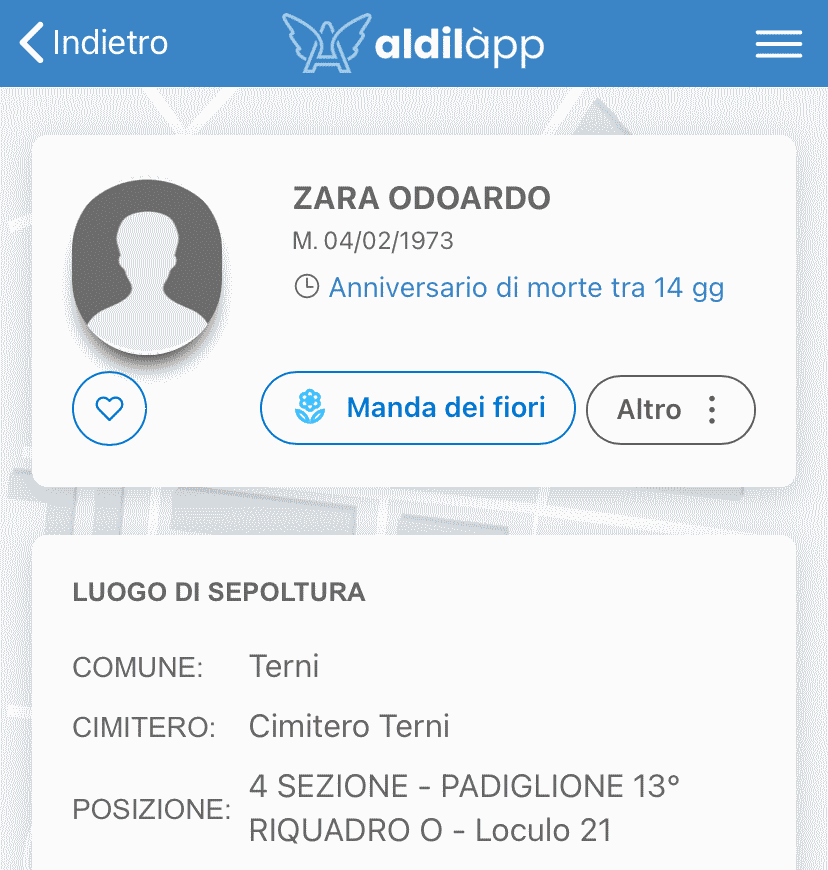 Indietro
aldilàpp
ZARA ODOARDO
M. 04/02/1973
Anniversario di morte tra 14 gg
Manda dei fiori
Altro
LUOGO DI SEPOLTURA
COMUNE: Terni
CIMITERO: Cimitero Terni
POSIZIONE: 4 SEZIONE - PADIGLIONE 13°
RIQUADRO O - Loculo 21